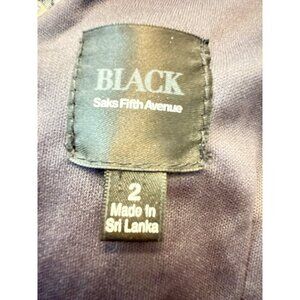 BLACK
Saks Fifth Avenue
2
Made in
Sri Lanka